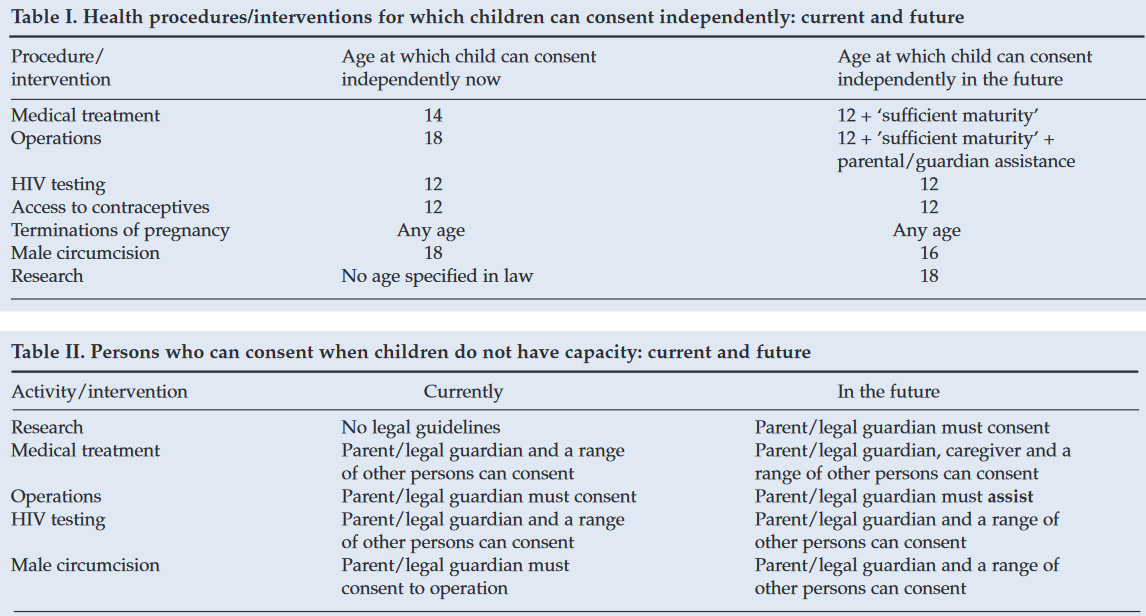 Table I. Health procedures/interventions for which children can consent independently: current and future
Procedure/ Age at which child can consent Age at which child can consent
intervention independently now independently in the future
Medical treatment 14 12 + ‘sufficient maturity’
Operations 18 12 + ‘sufficient maturity’ +
parental/guardian assistance
HIV testing 12 12
Access to contraceptives 12 12
Terminations of pregnancy Any age Any age
Male circumcision 18 16
Research No age specified in law 18
Table II. Persons who can consent when children do not have capacity: current and future
Activity/intervention Currently In the future
Research No legal guidelines Parent/legal guardian must consent
Medical treatment Parent/legal guardian and a range Parent/legal guardian, caregiver and a
of other persons can consent range of other persons can consent
Operations Parent/legal guardian must consent Parent/legal guardian must assist
HIV testing Parent/legal guardian and a range Parent/legal guardian and a range of
of other persons can consent other persons can consent
Male circumcision Parent/legal guardian must Parent/legal guardian and a range of
consent to operation other persons can consent